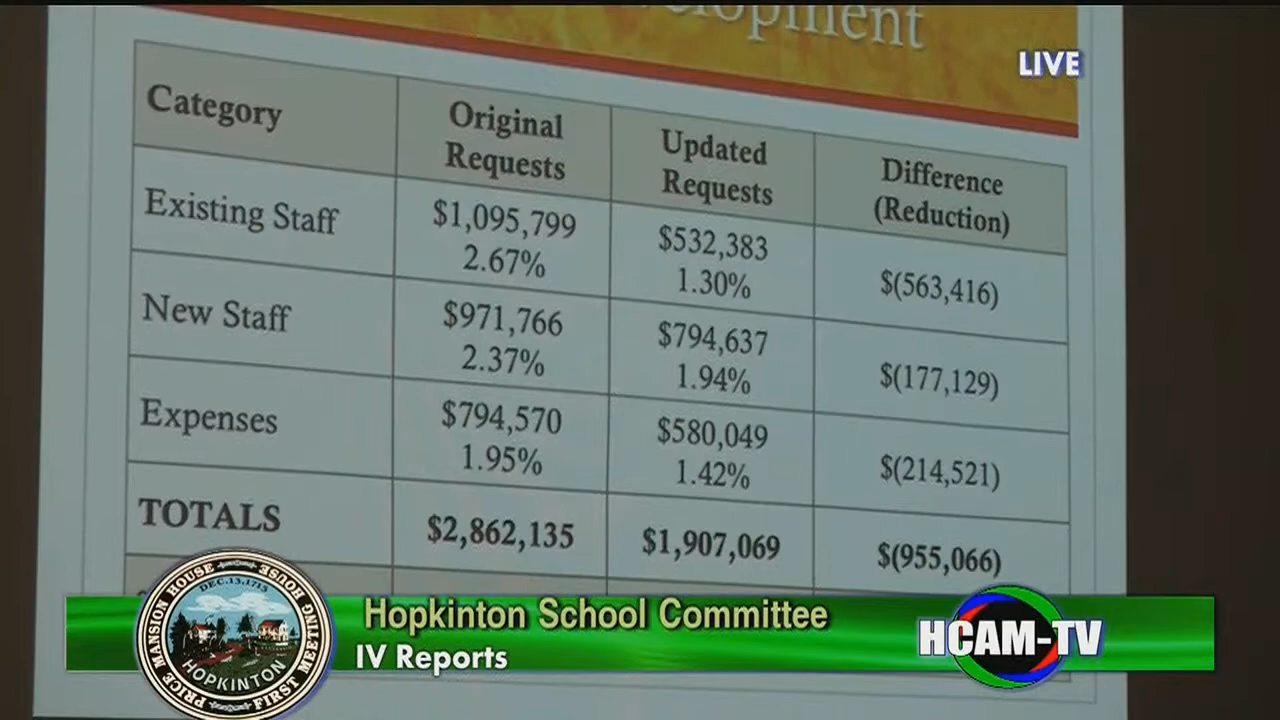 velopment
LIVE
Category
Original
Requests
Updated
Requests
Difference
(Reduction)
Existing Staff
$1,095,799
2.67%
$532,383
1.30%
$(563,416)
New Staff
$971,766
2.37%
$794,637
1.94%
$(177,129)
Expenses
$794,570
1.95%
$580,049
1.42%
$(214,521)
TOTALS
$2,862,135
$1,907,069
$(955,066)
Hopkinton School Committee
IV Reports
HCAM-TV
PRICE MANSION HOUSE
HOUSE
FIRST MEETING
DEC.13,1715
HOPKINTON